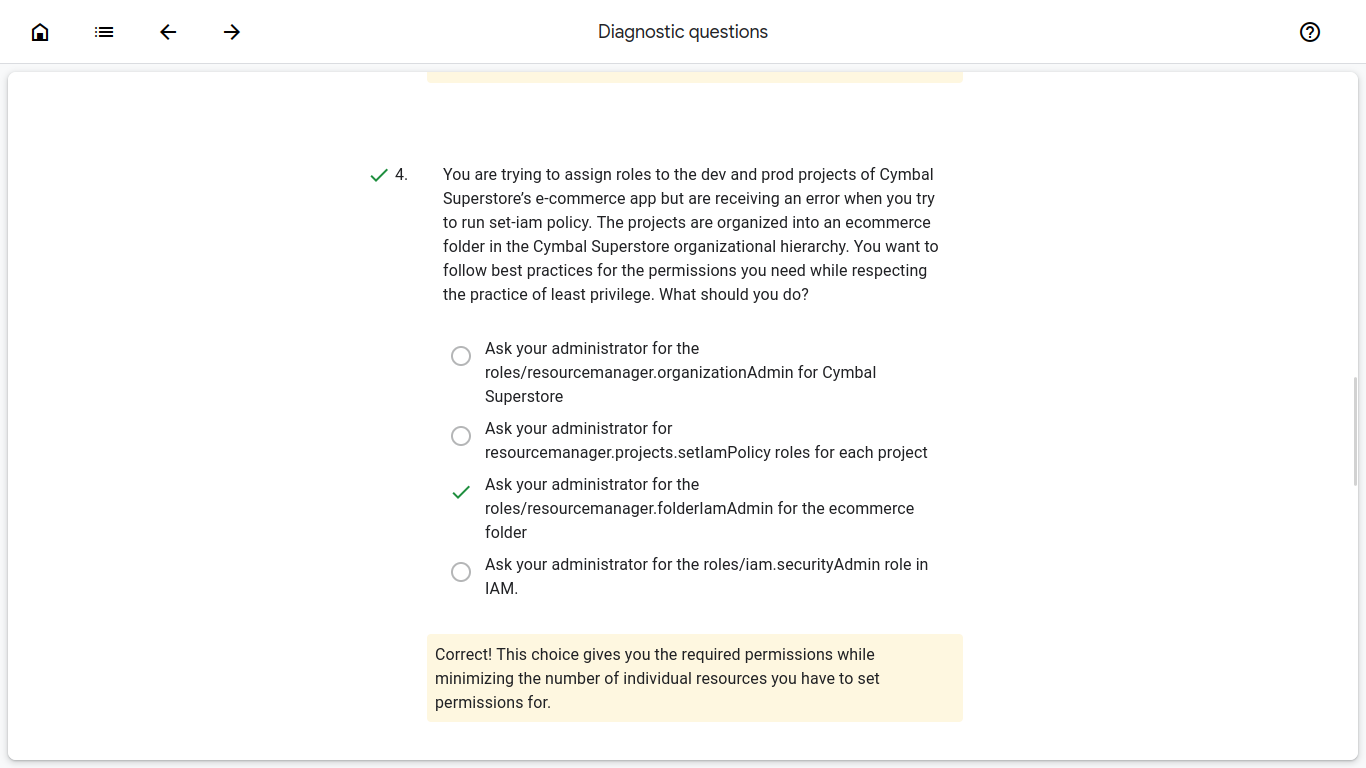 Diagnostic questions
4.
You are trying to assign roles to the dev and prod projects of Cymbal
Superstore’s e-commerce app but are receiving an error when you try
to run set-iam policy. The projects are organized into an ecommerce
folder in the Cymbal Superstore organizational hierarchy. You want to
follow best practices for the permissions you need while respecting
the practice of least privilege. What should you do?
Ask your administrator for the
roles/resourcemanager.organizationAdmin for Cymbal
Superstore
Ask your administrator for
resourcemanager.projects.setIamPolicy roles for each project
Ask your administrator for the
roles/resourcemanager.folderIamAdmin for the ecommerce
folder
Ask your administrator for the roles/iam.securityAdmin role in
IAM.
Correct! This choice gives you the required permissions while
minimizing the number of individual resources you have to set
permissions for.